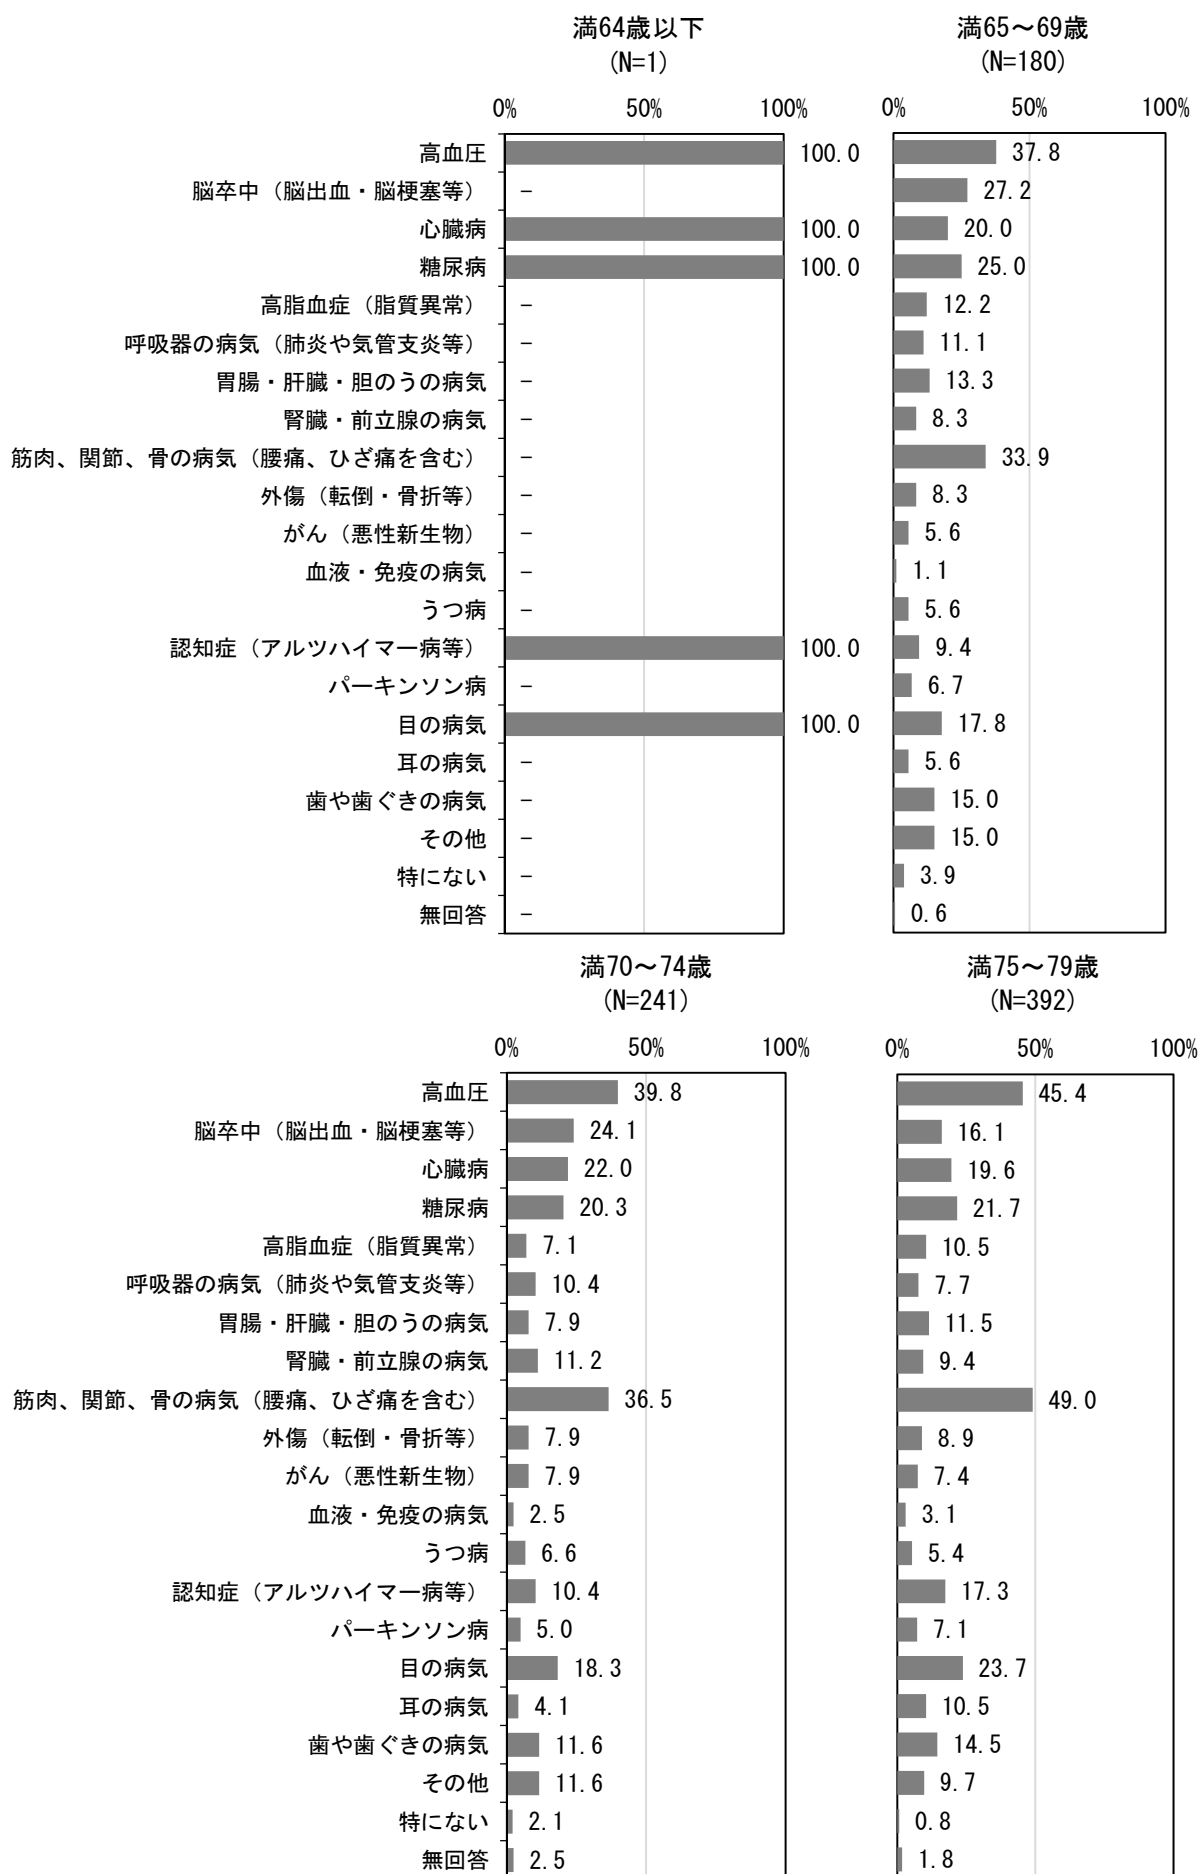 満64歳以下
(N=1)
満65～69歳
(N=180)
0% 50% 100% 0% 50% 100%
高血圧 100.0 37.8
脳卒中（脳出血・脳梗塞等） － 27.2
心臓病 100.0 20.0
糖尿病 100.0 25.0
高脂血症（脂質異常） － 12.2
呼吸器の病気（肺炎や気管支炎等） － 11.1
胃腸・肝臓・胆のうの病気 － 13.3
腎臓・前立腺の病気 － 8.3
筋肉、関節、骨の病気（腰痛、ひざ痛を含む） － 33.9
外傷（転倒・骨折等） － 8.3
がん（悪性新生物） － 5.6
血液・免疫の病気 － 1.1
うつ病 － 5.6
認知症（アルツハイマー病等） 100.0 9.4
パーキンソン病 － 6.7
目の病気 100.0 17.8
耳の病気 － 5.6
歯や歯ぐきの病気 － 15.0
その他 － 15.0
特にない － 3.9
無回答 － 0.6
満70～74歳
(N=241)
満75～79歳
(N=392)
0% 50% 100% 0% 50% 100%
高血圧 39.8 45.4
脳卒中（脳出血・脳梗塞等） 24.1 16.1
心臓病 22.0 19.6
糖尿病 20.3 21.7
高脂血症（脂質異常） 7.1 10.5
呼吸器の病気（肺炎や気管支炎等） 10.4 7.7
胃腸・肝臓・胆のうの病気 7.9 11.5
腎臓・前立腺の病気 11.2 9.4
筋肉、関節、骨の病気（腰痛、ひざ痛を含む） 36.5 49.0
外傷（転倒・骨折等） 7.9 8.9
がん（悪性新生物） 7.9 7.4
血液・免疫の病気 2.5 3.1
うつ病 6.6 5.4
認知症（アルツハイマー病等） 10.4 17.3
パーキンソン病 5.0 7.1
目の病気 18.3 23.7
耳の病気 4.1 10.5
歯や歯ぐきの病気 11.6 14.5
その他 11.6 9.7
特にない 2.1 0.8
無回答 2.5 1.8